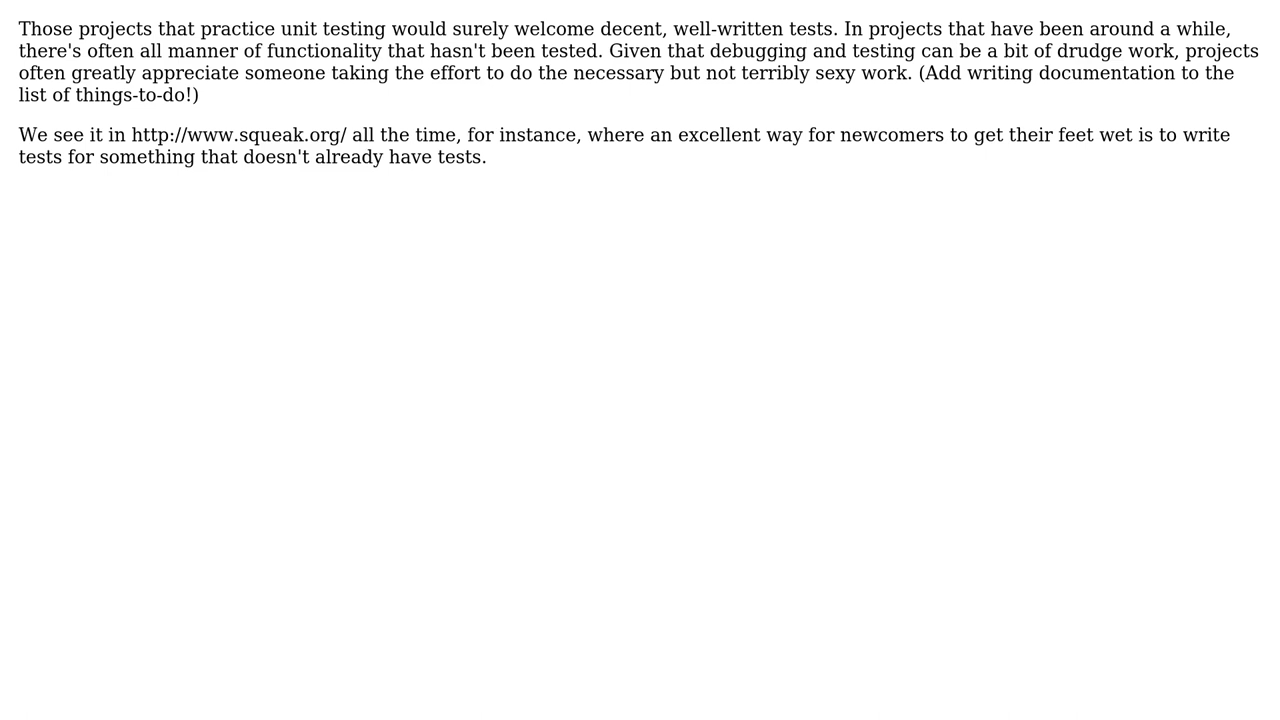 Those projects that practice unit testing would surely welcome decent, well-written tests. In projects that have been around a while,
there's often all manner of functionality that hasn't been tested. Given that debugging and testing can be a bit of drudge work, projects
often greatly appreciate someone taking the effort to do the necessary but not terribly sexy work. (Add writing documentation to the
list of things-to-do!)
We see it in http://www.squeak.org/ all the time, for instance, where an excellent way for newcomers to get their feet wet is to write
tests for something that doesn't already have tests.